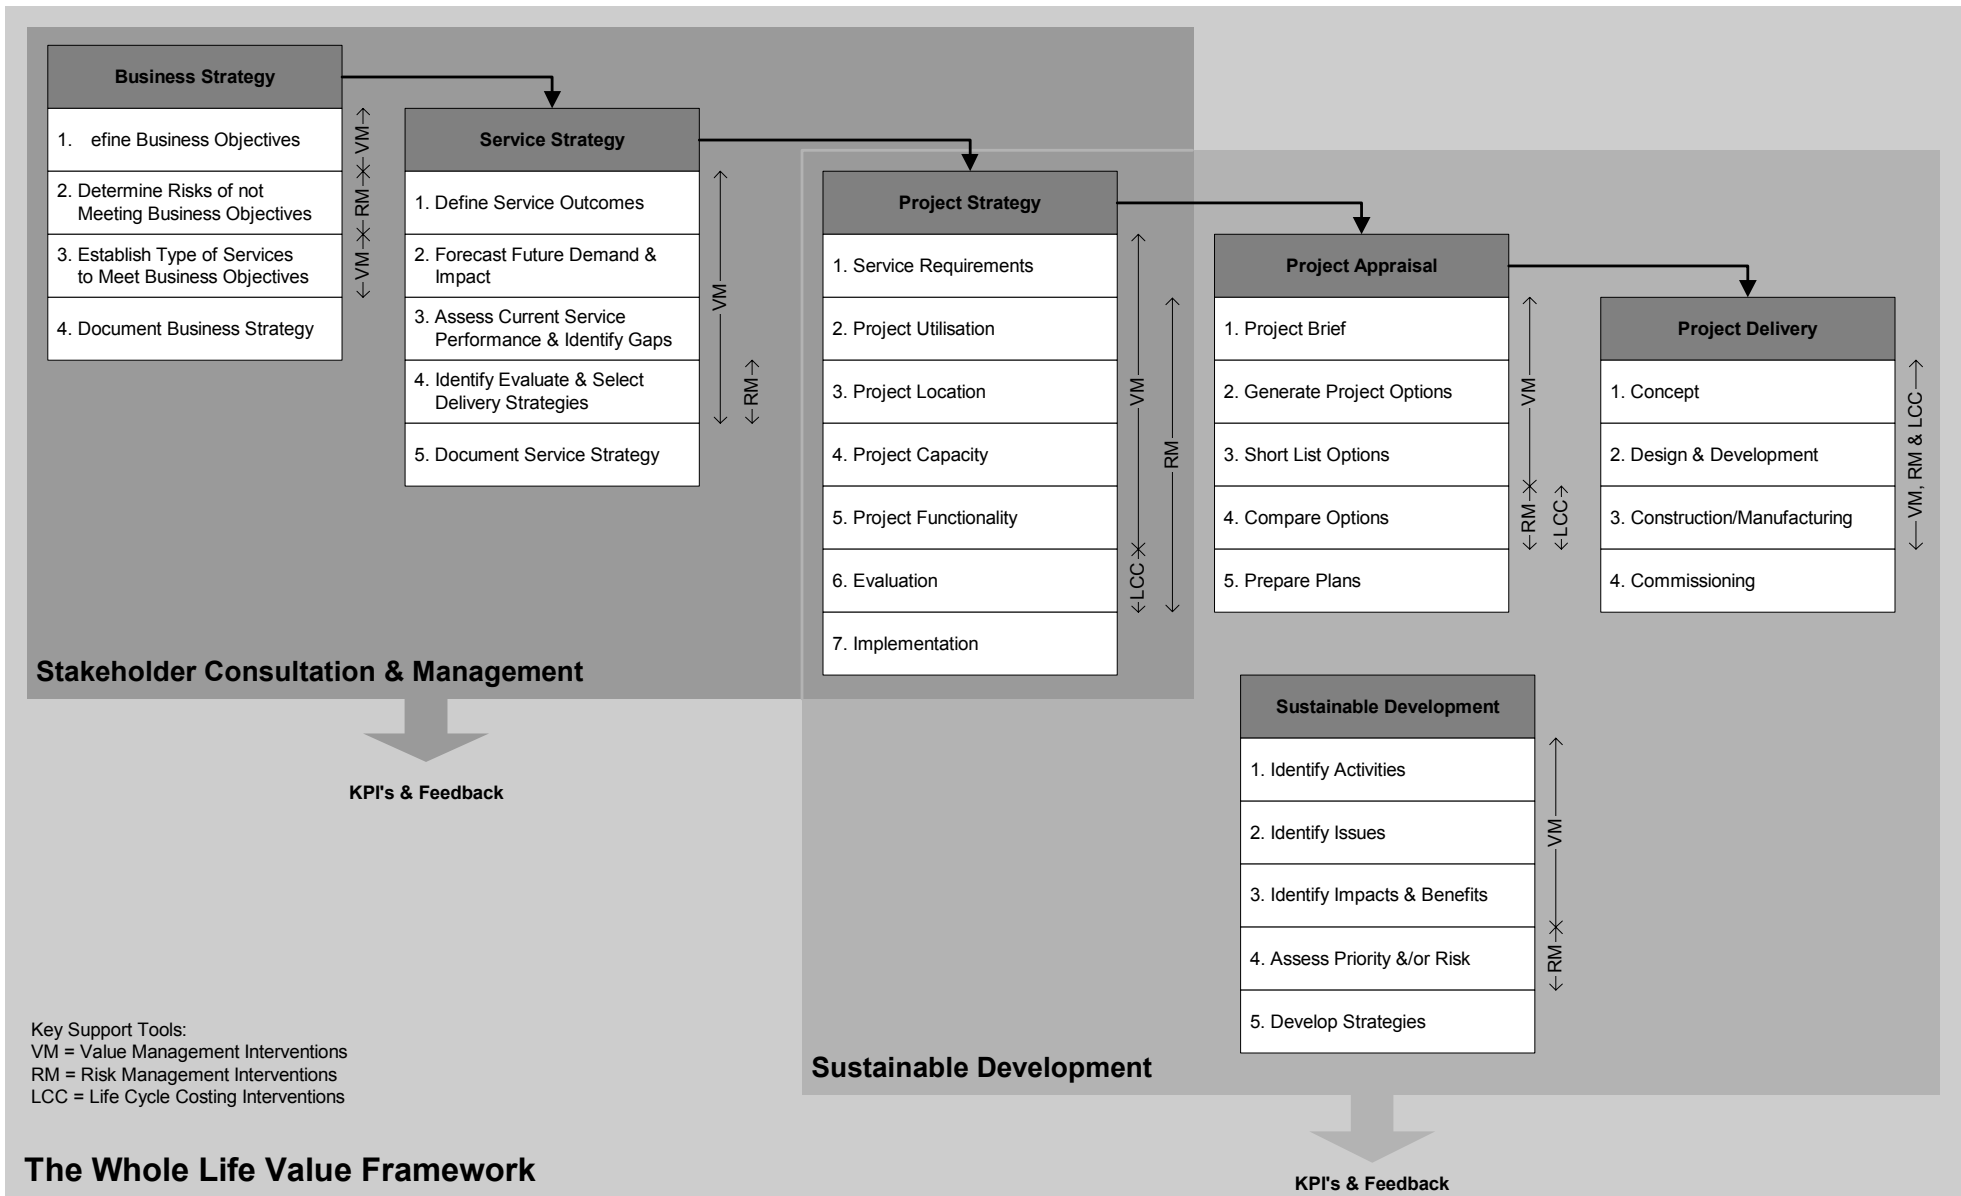 Business Strategy
1. efine Business Objectives
2. Determine Risks of not
Meeting Business Objectives
3. Establish Type of Services
to Meet Business Objectives
4. Document Business Strategy
VM
RM
VM
Service Strategy
1. Define Service Outcomes
2. Forecast Future Demand &
Impact
3. Assess Current Service
Performance & Identify Gaps
4. Identify Evaluate & Select
Delivery Strategies
5. Document Service Strategy
VM
RM
Project Strategy
1. Service Requirements
2. Project Utilisation
3. Project Location
4. Project Capacity
5. Project Functionality
6. Evaluation
7. Implementation
VM
LCC
RM
Project Appraisal
1. Project Brief
2. Generate Project Options
3. Short List Options
4. Compare Options
5. Prepare Plans
VM
RM
LCC
Project Delivery
1. Concept
2. Design & Development
3. Construction/Manufacturing
4. Commissioning
VM, RM & LCC
Stakeholder Consultation & Management
KPI's & Feedback
Sustainable Development
1. Identify Activities
2. Identify Issues
3. Identify Impacts & Benefits
4. Assess Priority &/or Risk
5. Develop Strategies
VM
RM
Sustainable Development
KPI's & Feedback
Key Support Tools:
VM = Value Management Interventions
RM = Risk Management Interventions
LCC = Life Cycle Costing Interventions
The Whole Life Value Framework